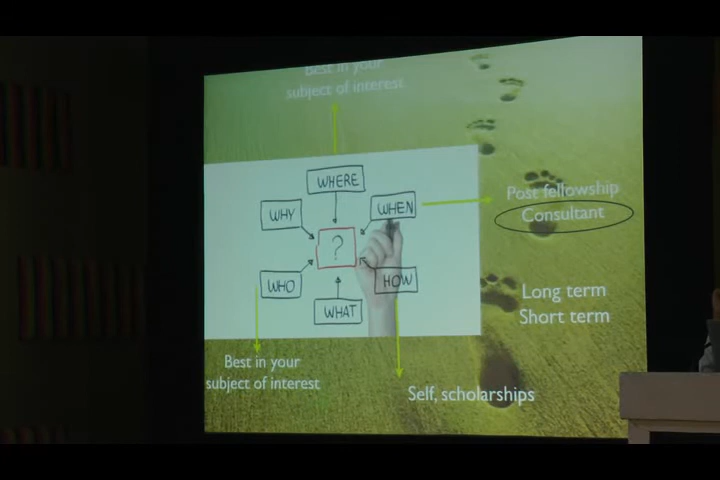 Best in your
subject of interest
WHERE
WHY
WHEN
Post fellowship
Consultant
?
WHO
HOW
WHAT
Long term
Short term
Best in your
subject of interest
Self, scholarships